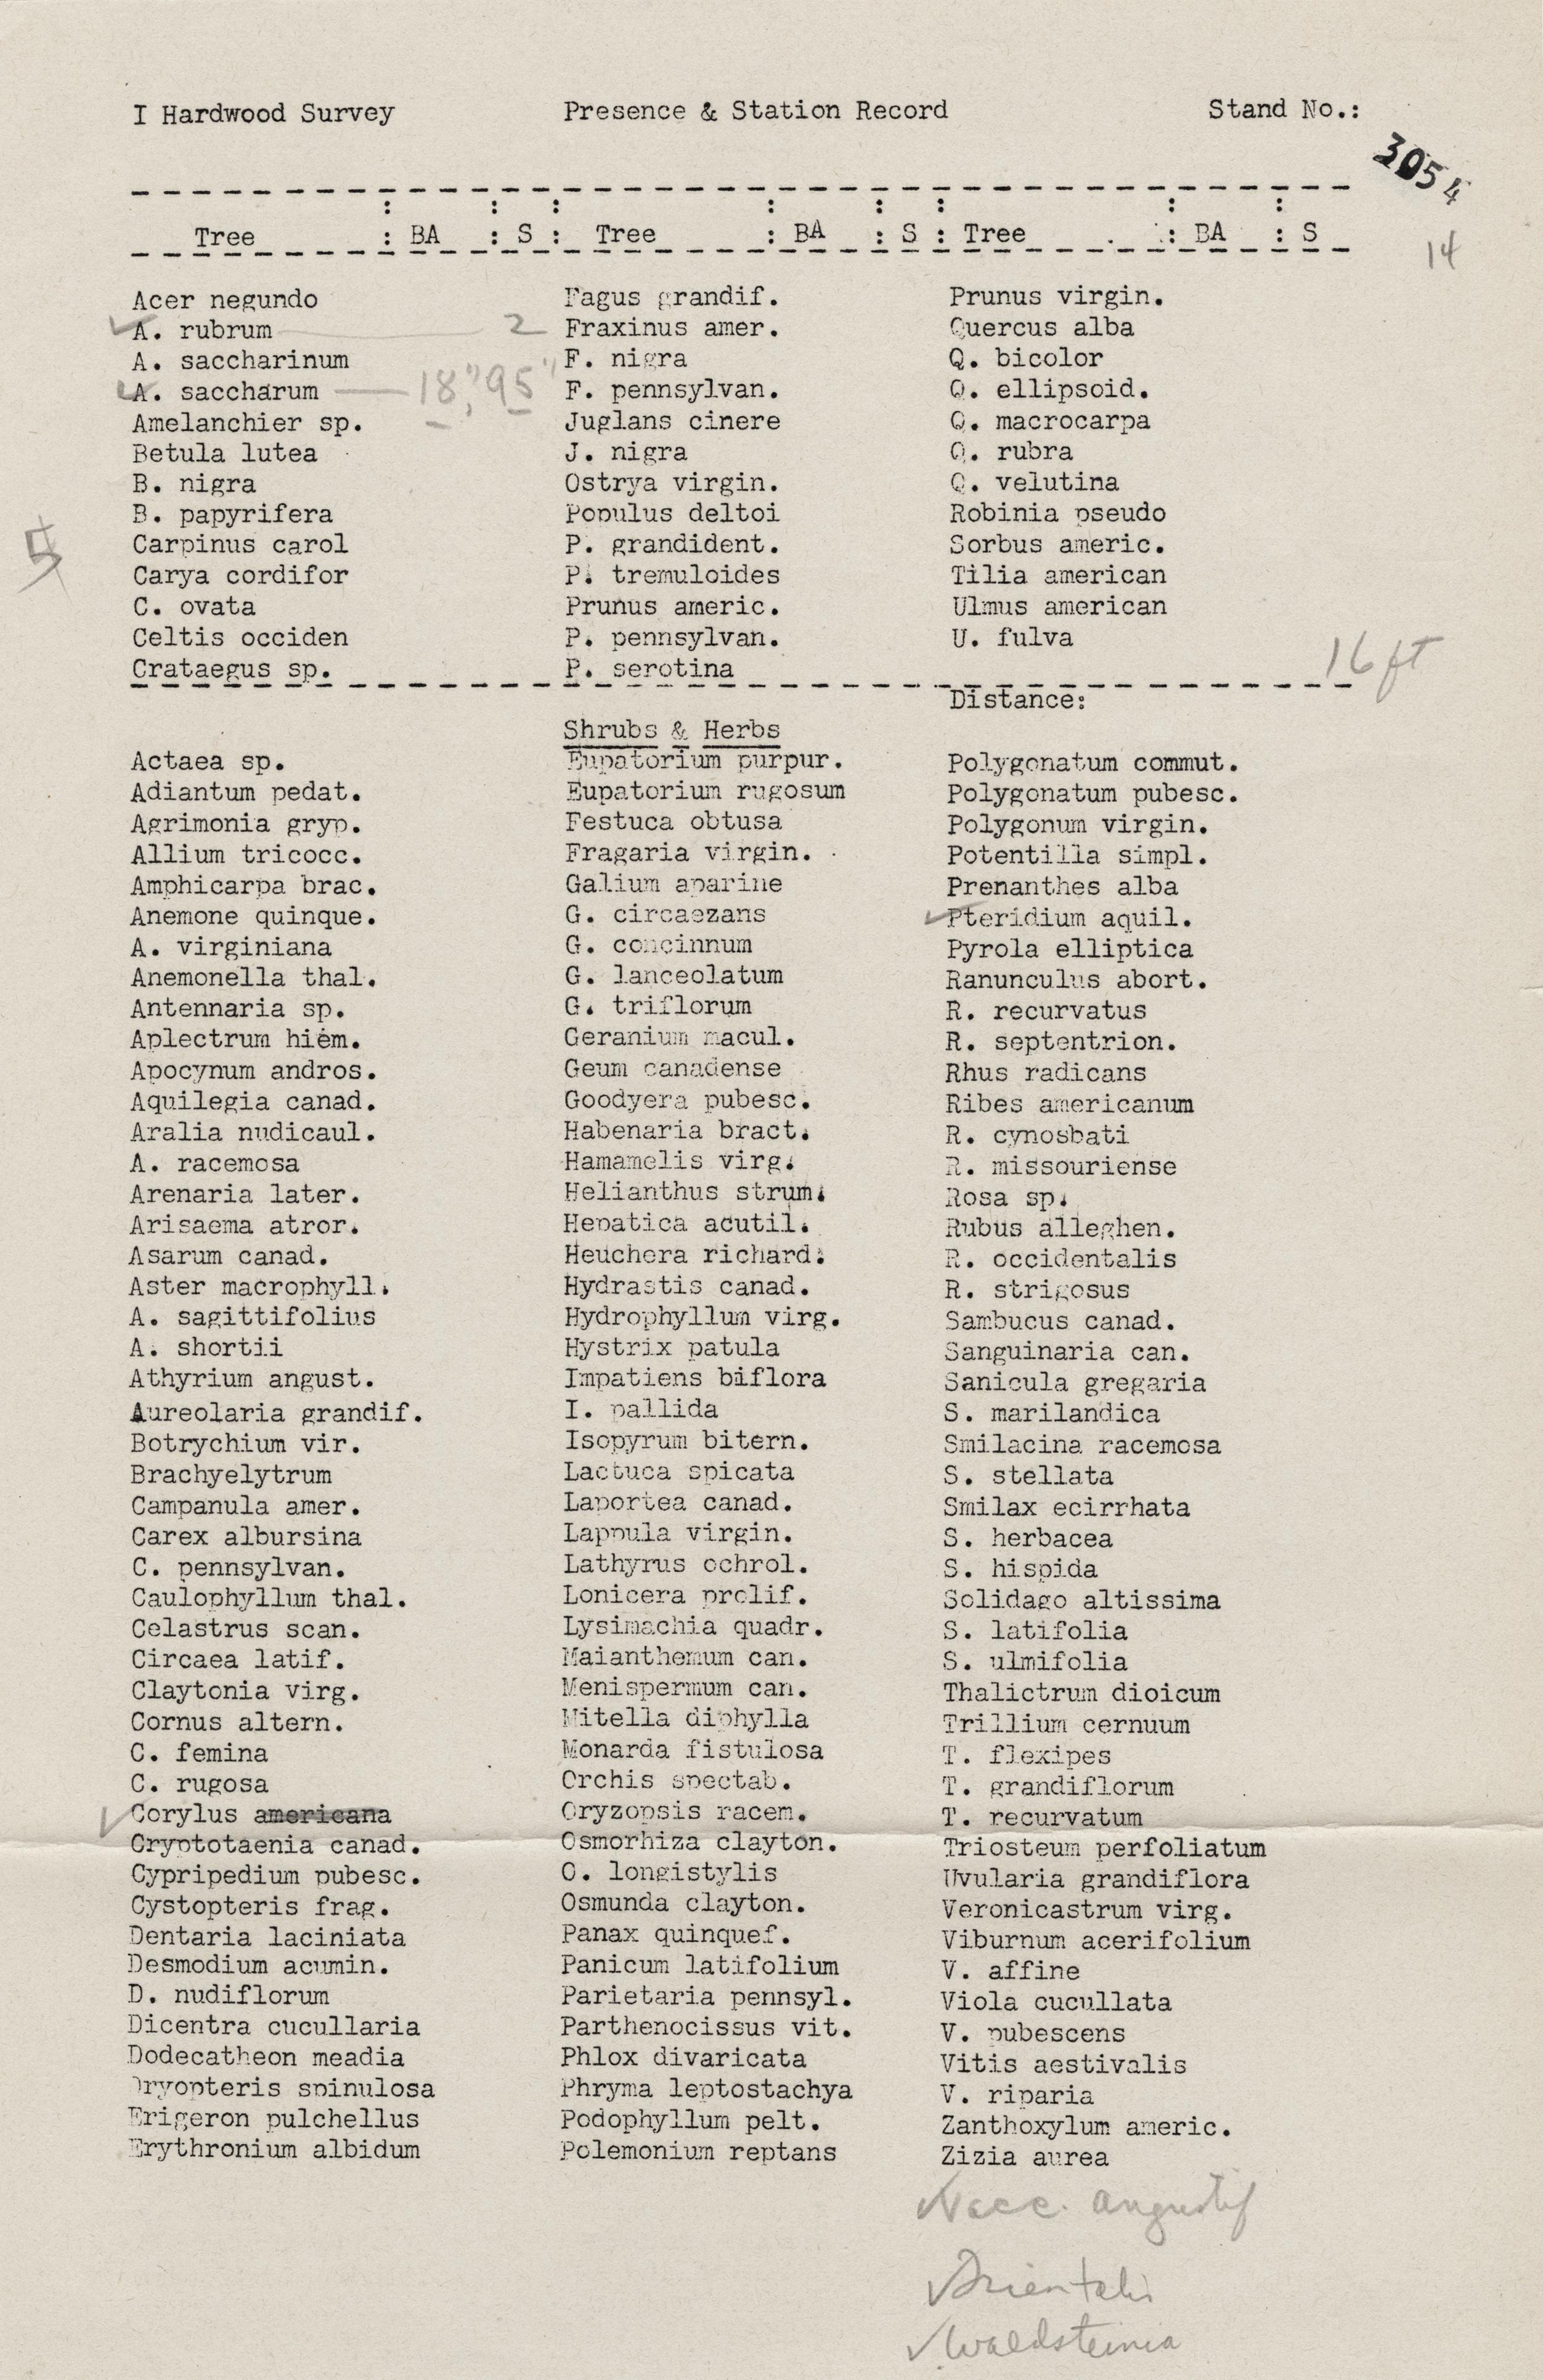 I Hardwood Survey Presence & Station Record Stand No.:
3054
Tree : BA : S : Tree : BA : S : Tree : BA : S
14
Acer negundo Fagus grandif. Prunus virgin.
✓ A. rubrum 2 Fraxinus amer. Quercus alba
A. saccharinum F. nigra Q. bicolor
✓ A. saccharum — 18", 95" F. pennsylvan. Q. ellipsoid.
Amelanchier sp. Juglans cinere Q. macrocarpa
Betula lutea J. nigra Q. rubra
B. nigra Ostrya virgin. Q. velutina
B. papyrifera Populus deltoi Robinia pseudo
Carpinus carol P. grandident. Sorbus americ.
Carya cordifor P. tremuloides Tilia american
C. ovata Prunus americ. Ulmus american
Celtis occiden P. pennsylvan. U. fulva
Crataegus sp. P. serotina
16 ft
Distance:
Shrubs & Herbs
Actaea sp. Eupatorium purpur. Polygonatum commut.
Adiantum pedat. Eupatorium rugosum Polygonatum pubesc.
Agrimonia gryp. Festuca obtusa Polygonum virgin.
Allium tricocc. Fragaria virgin. Potentilla simpl.
Amphicarpa brac. Galium aparine Prenanthes alba
Anemone quinque. G. circaezans ✓ Pteridium aquil.
A. virginiana G. concinnum Pyrola elliptica
Anemonella thal. G. lanceolatum Ranunculus abort.
Antennaria sp. G. triflorum R. recurvatus
Aplectrum hiem. Geranium macul. R. septentrion.
Apocynum andros. Geum canadense Rhus radicans
Aquilegia canad. Goodyera pubesc. Ribes americanum
Aralia nudicaul. Habenaria bract. R. cynosbati
A. racemosa Hamamelis virg. R. missouriense
Arenaria later. Helianthus strum. Rosa sp.
Arisaema atror. Hepatica acutil. Rubus alleghen.
Asarum canad. Heuchera richard. R. occidentalis
Aster macrophyll. Hydrastis canad. R. strigosus
A. sagittifolius Hydrophyllum virg. Sambucus canad.
A. shortii Hystrix patula Sanguinaria can.
Athyrium angust. Impatiens biflora Sanicula gregaria
Aureolaria grandif. I. pallida S. marilandica
Botrychium vir. Isopyrum bitern. Smilacina racemosa
Brachyelytrum Lactuca spicata S. stellata
Campanula amer. Laportea canad. Smilax ecirrhata
Carex albursina Lappula virgin. S. herbacea
C. pennsylvan. Lathyrus ochrol. S. hispida
Caulophyllum thal. Lonicera prolif. Solidago altissima
Celastrus scan. Lysimachia quadr. S. latifolia
Circaea latif. Maianthemum can. S. ulmifolia
Claytonia virg. Menispermum can. Thalictrum dioicum
Cornus altern. Mitella diphylla Trillium cernuum
C. femina Monarda fistulosa T. flexipes
C. rugosa Orchis spectab. T. grandiflorum
✓ Corylus americana Oryzopsis racem. T. recurvatum
Cryptotaenia canad. Osmorhiza clayton. Triosteum perfoliatum
Cypripedium pubesc. O. longistylis Uvularia grandiflora
Cystopteris frag. Osmunda clayton. Veronicastrum virg.
Dentaria laciniata Panax quinquef. Viburnum acerifolium
Desmodium acumin. Panicum latifolium V. affine
D. nudiflorum Parietaria pennsyl. Viola cucullata
Dicentra cucullaria Parthenocissus vit. V. pubescens
Dodecatheon meadia Phlox divaricata Vitis aestivalis
Dryopteris spinulosa Phryma leptostachya V. riparia
Erigeron pulchellus Podophyllum pelt. Zanthoxylum americ.
Erythronium albidum Polemonium reptans Zizia aurea
✓ Vacc. angustif
✓ Trientalis
✓ Waldsteinia